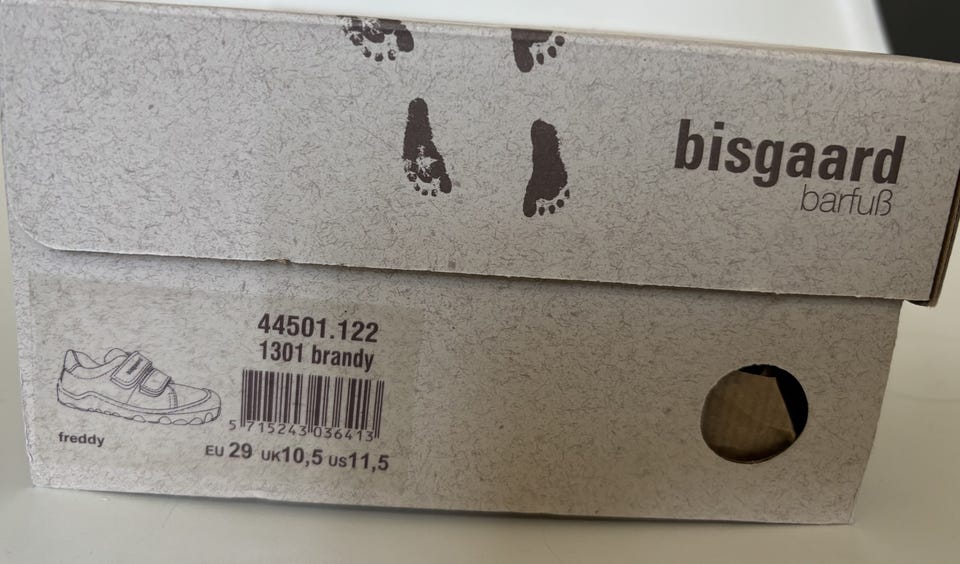 bisgaard
barfuß
44501.122
1301 brandy
5 715243 036413
freddy
EU 29 UK10,5 US11,5